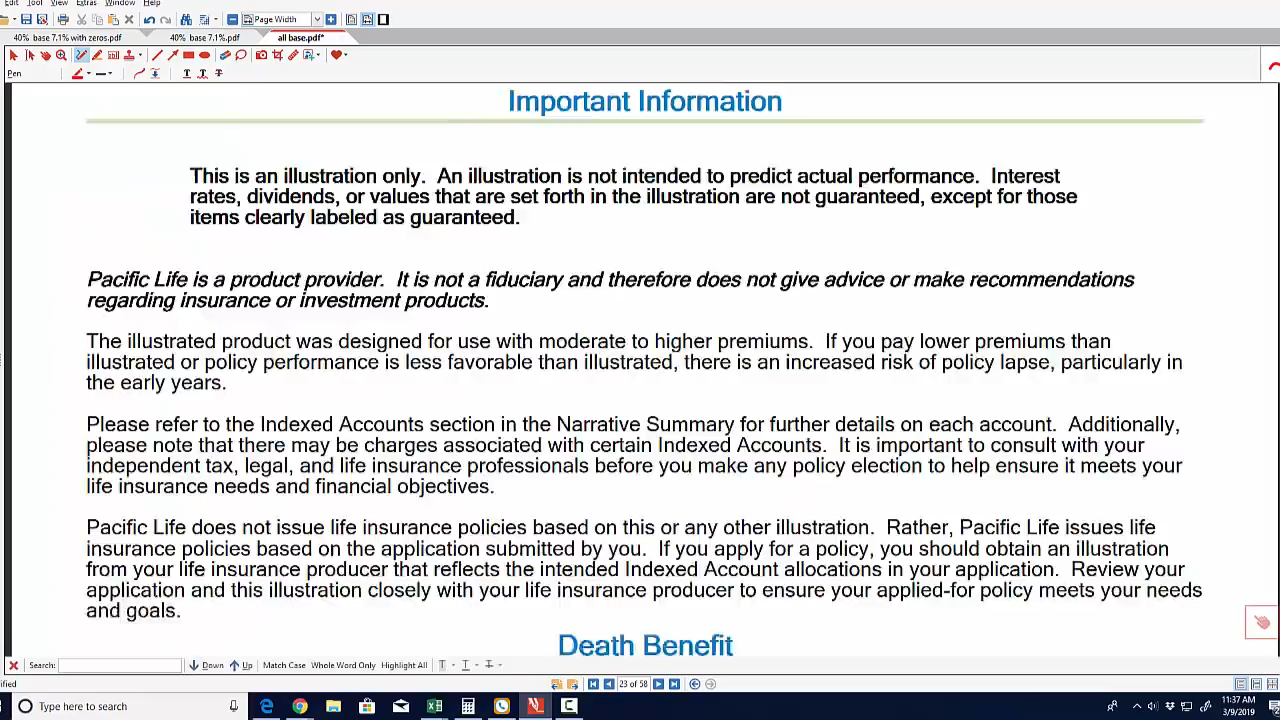 It Tool View Extras Window Help
Page Width
40% base 7.1% with zeros.pdf 40% base 7.1%.pdf all base.pdf*
Pen
Important Information
This is an illustration only. An illustration is not intended to predict actual performance. Interest
rates, dividends, or values that are set forth in the illustration are not guaranteed, except for those
items clearly labeled as guaranteed.
Pacific Life is a product provider. It is not a fiduciary and therefore does not give advice or make recommendations
regarding insurance or investment products.
The illustrated product was designed for use with moderate to higher premiums. If you pay lower premiums than
illustrated or policy performance is less favorable than illustrated, there is an increased risk of policy lapse, particularly in
the early years.
Please refer to the Indexed Accounts section in the Narrative Summary for further details on each account. Additionally,
please note that there may be charges associated with certain Indexed Accounts. It is important to consult with your
independent tax, legal, and life insurance professionals before you make any policy election to help ensure it meets your
life insurance needs and financial objectives.
Pacific Life does not issue life insurance policies based on this or any other illustration. Rather, Pacific Life issues life
insurance policies based on the application submitted by you. If you apply for a policy, you should obtain an illustration
from your life insurance producer that reflects the intended Indexed Account allocations in your application. Review your
application and this illustration closely with your life insurance producer to ensure your applied-for policy meets your needs
and goals.
Death Benefit
Search: Down Up Match Case Whole Word Only Highlight All T T T
ified 23 of 58
Type here to search 11:37 AM
3/9/2019